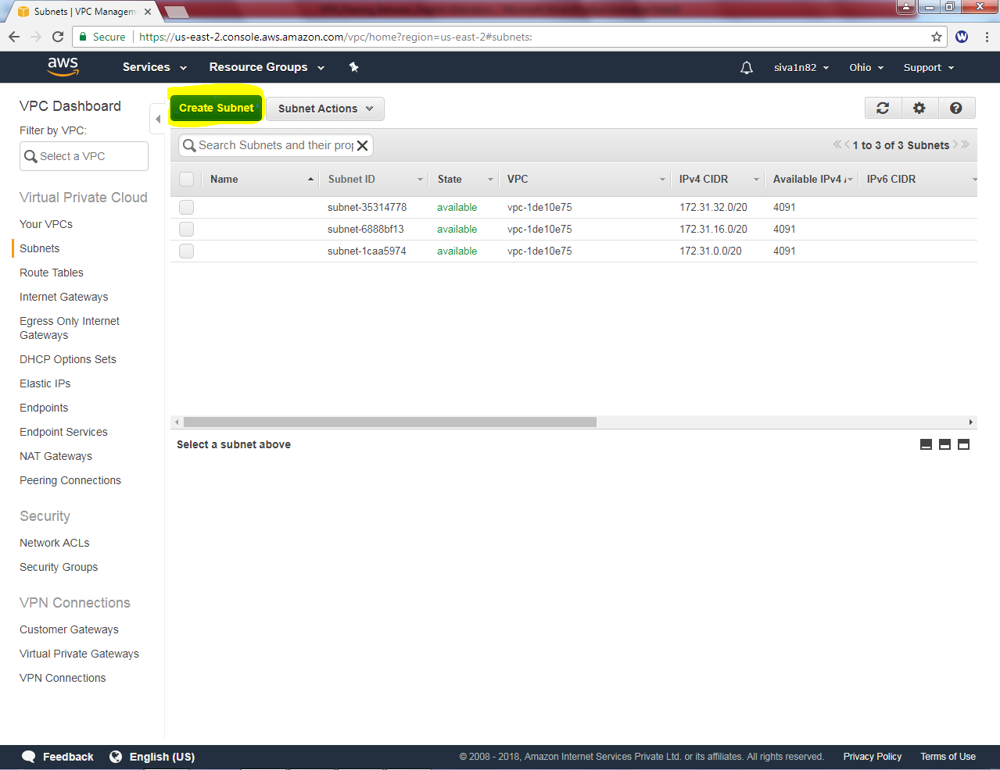 Subnets | VPC Managem
Secure https://us-east-2.console.aws.amazon.com/vpc/home?region=us-east-2#subnets:
W
aws Services Resource Groups siva1n82 Ohio Support
VPC Dashboard
Filter by VPC:
Select a VPC
Virtual Private Cloud
Your VPCs
Subnets
Route Tables
Internet Gateways
Egress Only Internet
Gateways
DHCP Options Sets
Elastic IPs
Endpoints
Endpoint Services
NAT Gateways
Peering Connections
Security
Network ACLs
Security Groups
VPN Connections
Customer Gateways
Virtual Private Gateways
VPN Connections
Create Subnet Subnet Actions
Search Subnets and their prop 1 to 3 of 3 Subnets
Name Subnet ID State VPC IPv4 CIDR Available IPv4 IPv6 CIDR
subnet-35314778 available vpc-1de10e75 172.31.32.0/20 4091
subnet-6888bf13 available vpc-1de10e75 172.31.16.0/20 4091
subnet-1caa5974 available vpc-1de10e75 172.31.0.0/20 4091
Select a subnet above
Feedback English (US) © 2008 - 2018, Amazon Internet Services Private Ltd. or its affiliates. All rights reserved. Privacy Policy Terms of Use